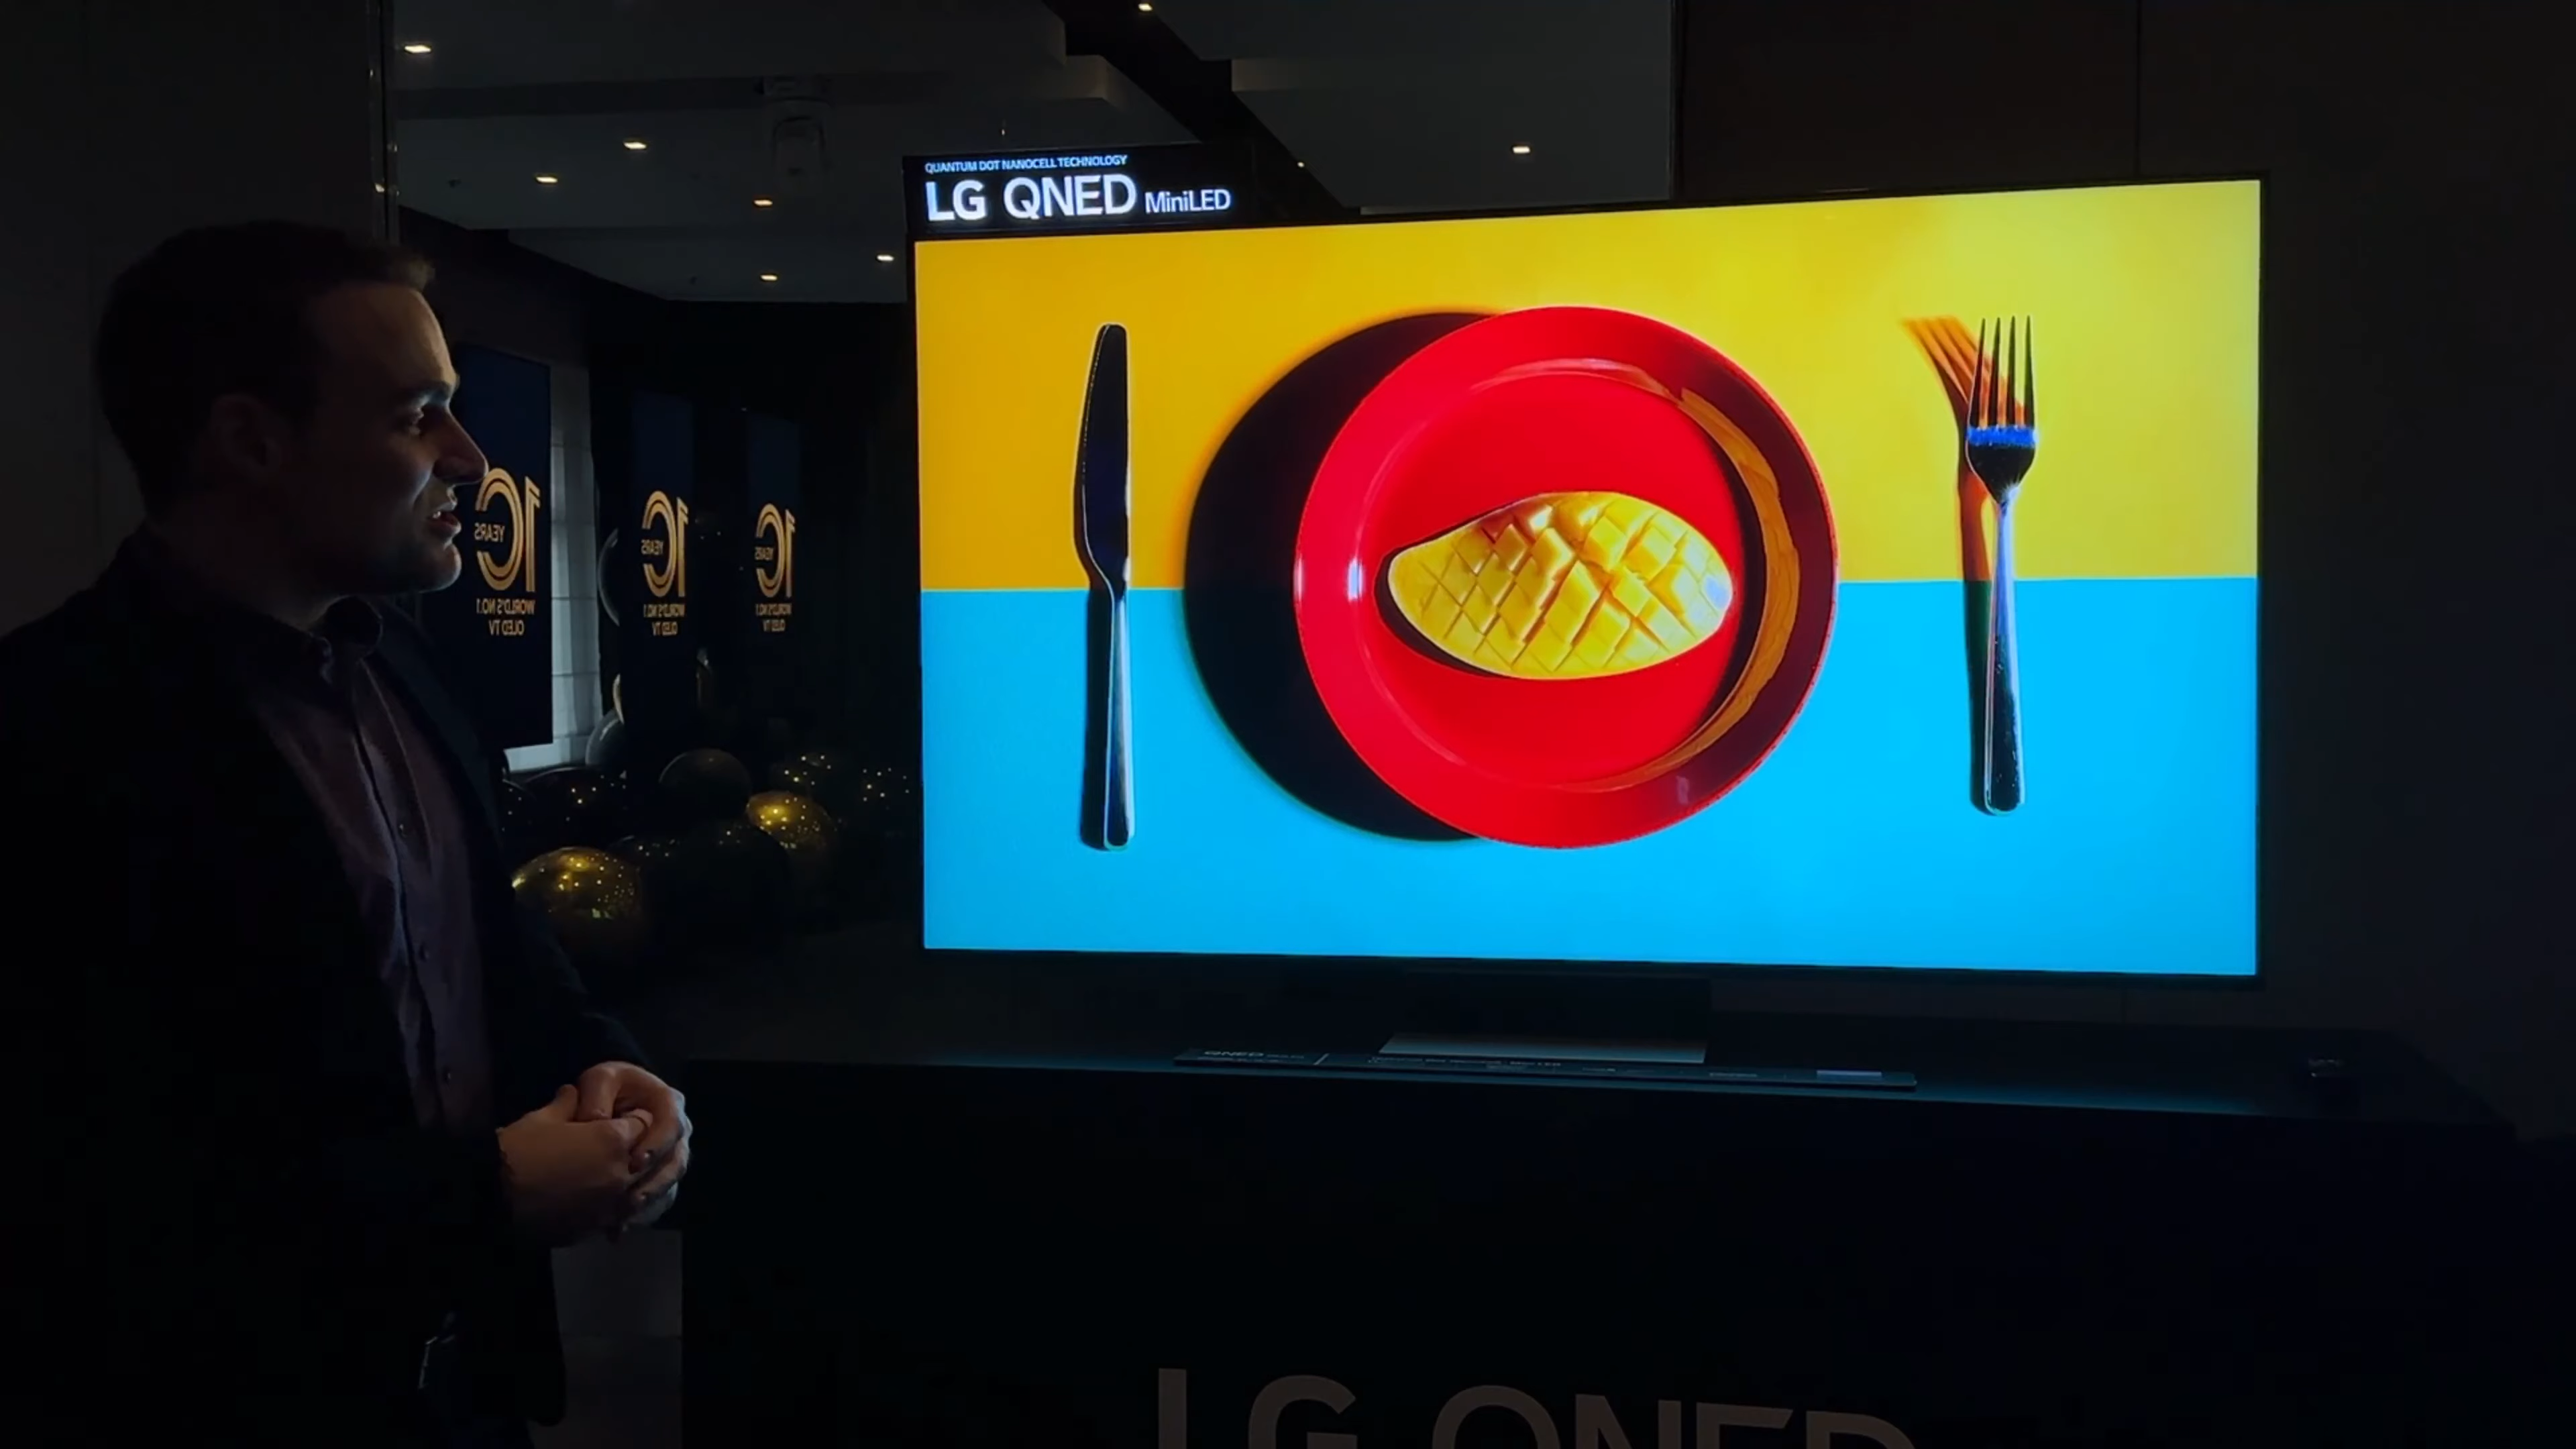 QUANTUM DOT NANOCELL TECHNOLOGY
LG QNED MiniLED
10
YEARS
WORLD'S NO.1
OLED TV
10
YEARS
WORLD'S NO.1
OLED TV
10
YEARS
WORLD'S NO.1
OLED TV
QNED
LG QNED